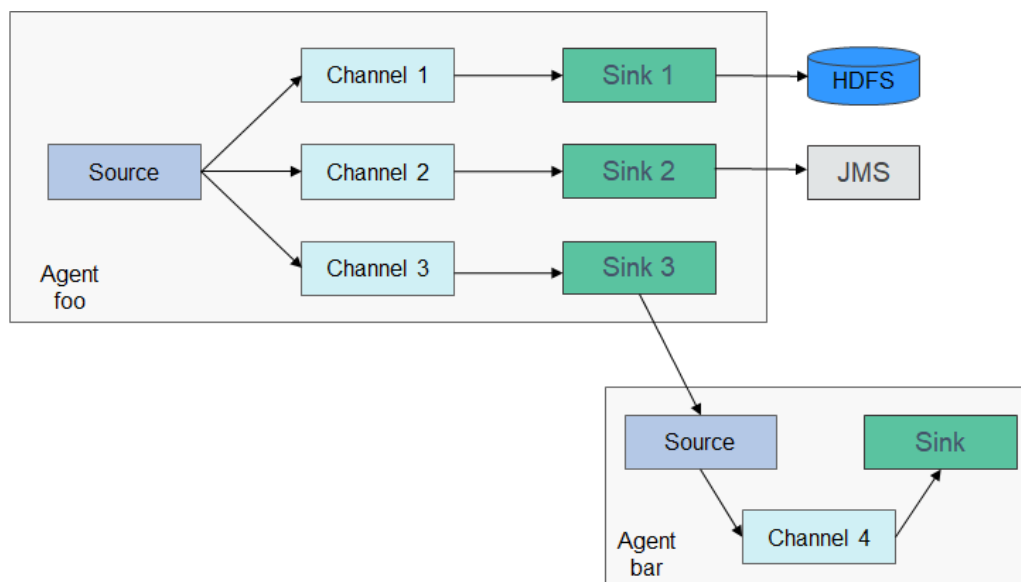 Channel 1
Sink 1
HDFS
Source
Channel 2
Sink 2
JMS
Channel 3
Sink 3
Agent
foo
Source
Sink
Channel 4
Agent
bar